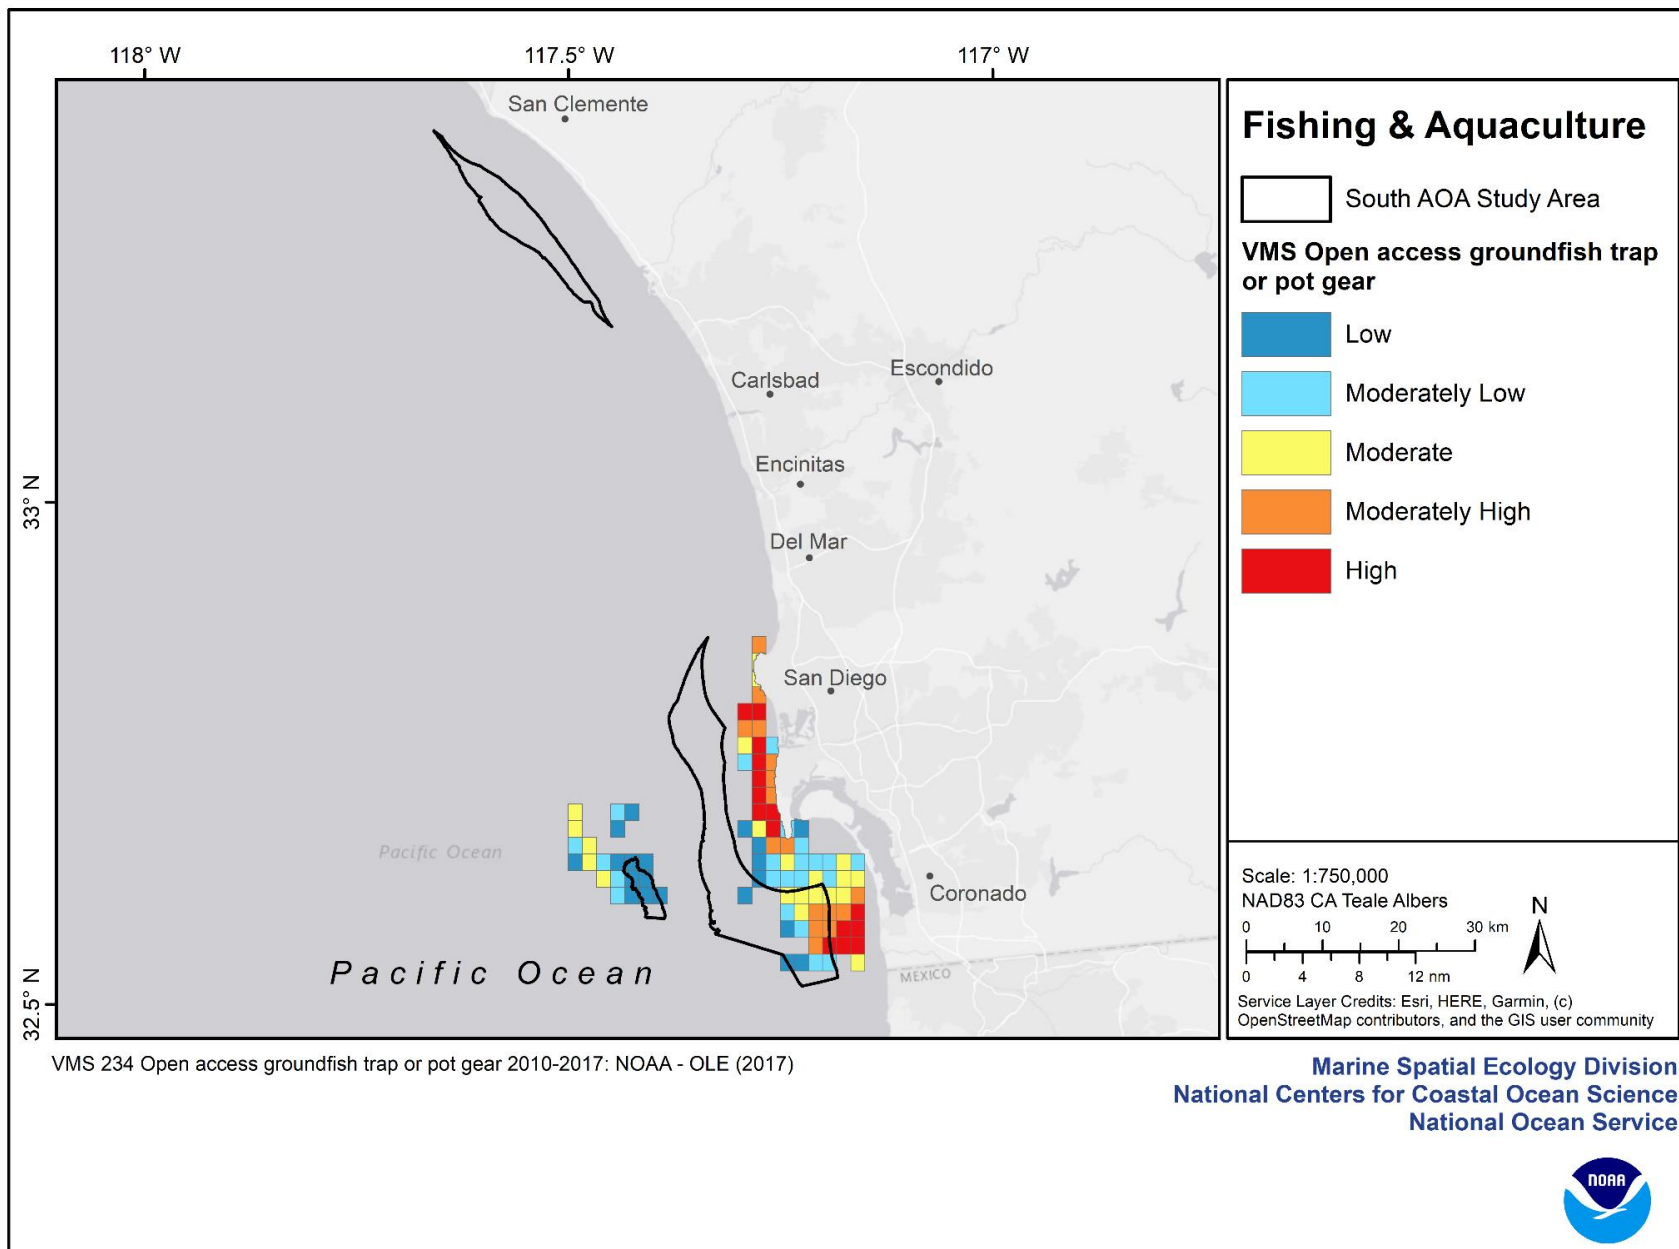 118° W
117.5° W
117° W
San Clemente
Carlsbad
Escondido
Encinitas
33° N
Del Mar
San Diego
Pacific Ocean
Coronado
Pacific Ocean
MEXICO
32.5° N
Fishing & Aquaculture
South AOA Study Area
VMS Open access groundfish trap
or pot gear
Low
Moderately Low
Moderate
Moderately High
High
Scale: 1:750,000
NAD83 CA Teale Albers
N
0 10 20 30 km
0 4 8 12 nm
Service Layer Credits: Esri, HERE, Garmin, (c)
OpenStreetMap contributors, and the GIS user community
VMS 234 Open access groundfish trap or pot gear 2010-2017: NOAA - OLE (2017)
Marine Spatial Ecology Division
National Centers for Coastal Ocean Science
National Ocean Service
NOAA